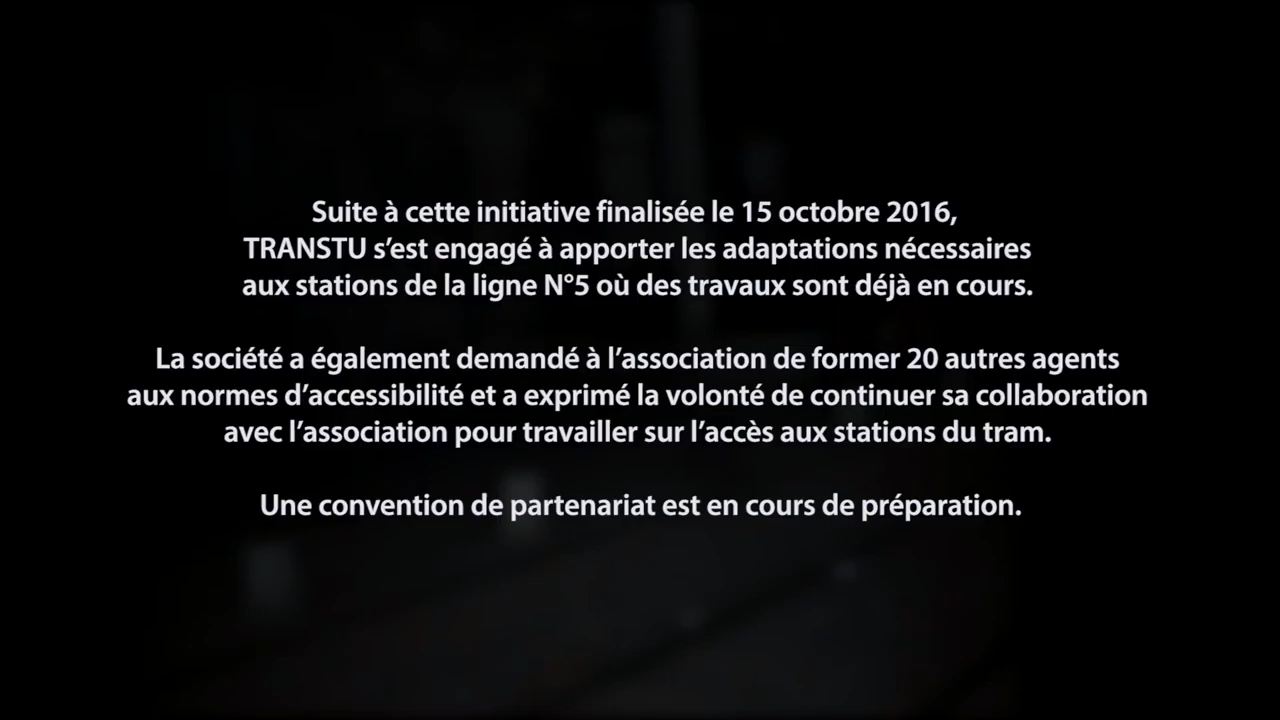 Suite à cette initiative finalisée le 15 octobre 2016,
TRANSTU s’est engagé à apporter les adaptations nécessaires
aux stations de la ligne N°5 où des travaux sont déjà en cours.
La société a également demandé à l’association de former 20 autres agents
aux normes d’accessibilité et a exprimé la volonté de continuer sa collaboration
avec l’association pour travailler sur l’accès aux stations du tram.
Une convention de partenariat est en cours de préparation.